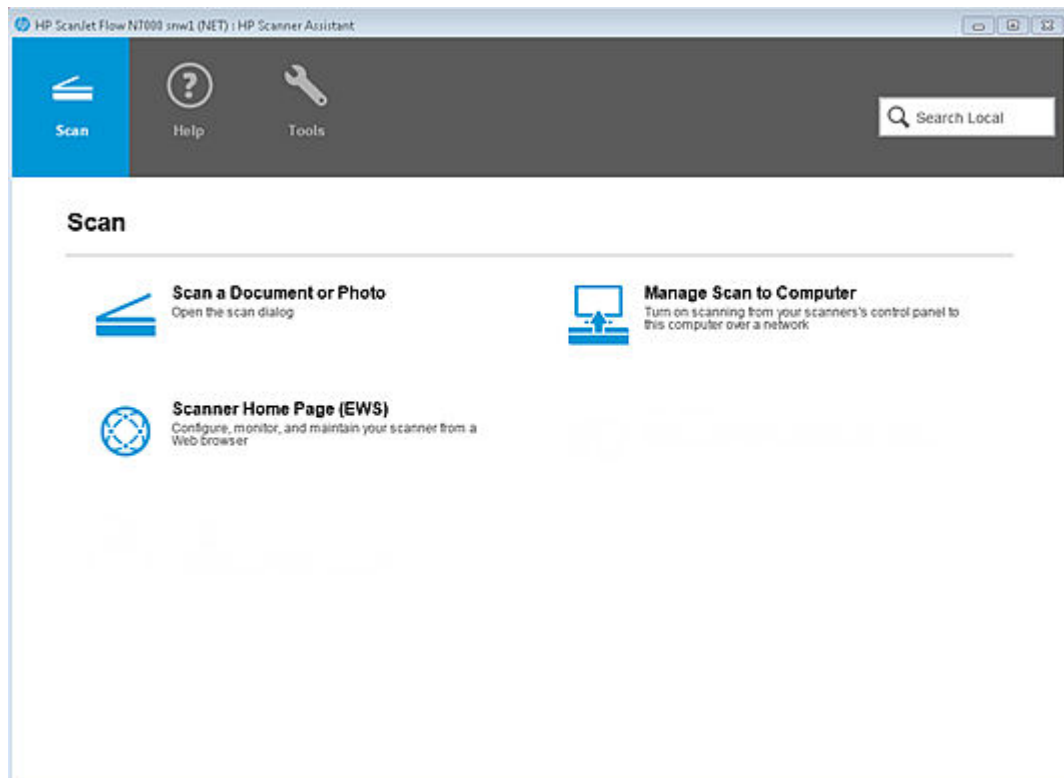 HP ScanJet Flow N7000 snw1 (NET) : HP Scanner Assistant
Scan
Help
Tools
Search Local
Scan
Scan a Document or Photo
Open the scan dialog
Manage Scan to Computer
Turn on scanning from your scanners's control panel to
this computer over a network
Scanner Home Page (EWS)
Configure, monitor, and maintain your scanner from a
Web browser